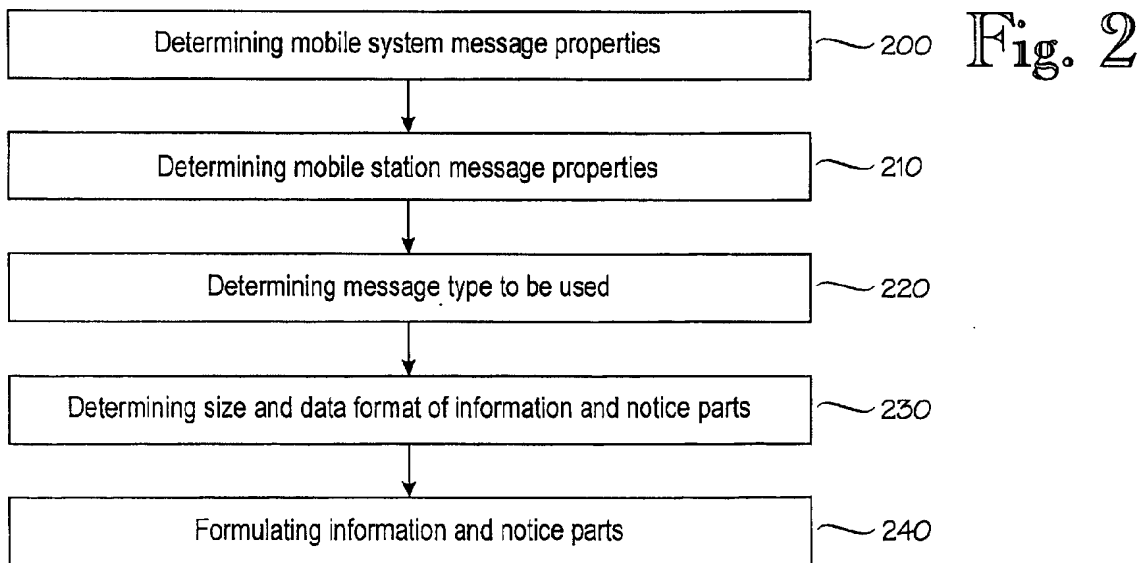 Fig. 2
Determining mobile system message properties 200
Determining mobile station message properties 210
Determining message type to be used 220
Determining size and data format of information and notice parts 230
Formulating information and notice parts 240